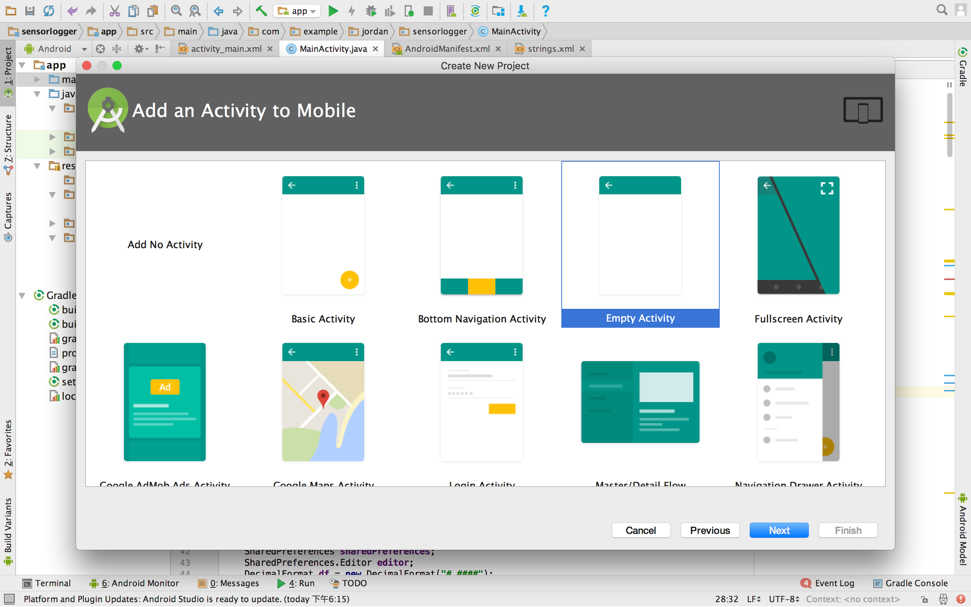 app
sensorlogger app src main java com example jordan sensorlogger MainActivity
Android activity_main.xml MainActivity.java AndroidManifest.xml strings.xml
1: Project
Z: Structure
Captures
2: Favorites
Build Variants
Gradle
Android Model
app
ma
java
res
Gradle
bui
bui
gra
pro
gra
set
loc
Create New Project
Add an Activity to Mobile
Add No Activity
Basic Activity
Bottom Navigation Activity
Empty Activity
Fullscreen Activity
Ad
Google AdMob Ads Activity
Google Maps Activity
Login Activity
Master/Detail Flow
Navigation Drawer Activity
Cancel Previous Next Finish
42 SharedPreferences sharedPreferences;
43 SharedPreferences.Editor editor;
44 DecimalFormat df = new DecimalFormat("#.####");
Terminal 6: Android Monitor 0: Messages 4: Run TODO 4 Event Log Gradle Console
Platform and Plugin Updates: Android Studio is ready to update. (today 下午6:15) 28:32 LF UTF-8 Context: <no context>